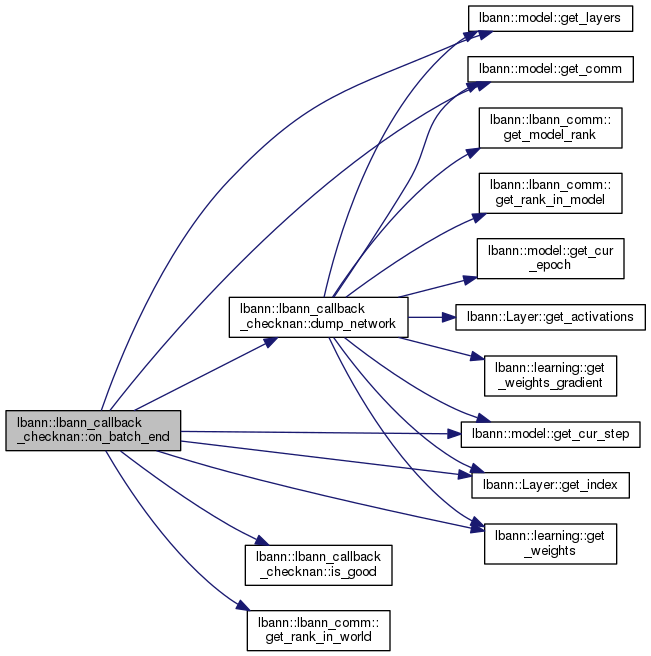 lbann::model::get_layers
lbann::model::get_comm
lbann::lbann_comm::
get_model_rank
lbann::lbann_comm::
get_rank_in_model
lbann::model::get_cur
_epoch
lbann::lbann_callback
_checknan::dump_network
lbann::Layer::get_activations
lbann::learning::get
_weights_gradient
lbann::lbann_callback
_checknan::on_batch_end
lbann::model::get_cur_step
lbann::Layer::get_index
lbann::learning::get
_weights
lbann::lbann_callback
_checknan::is_good
lbann::lbann_comm::
get_rank_in_world